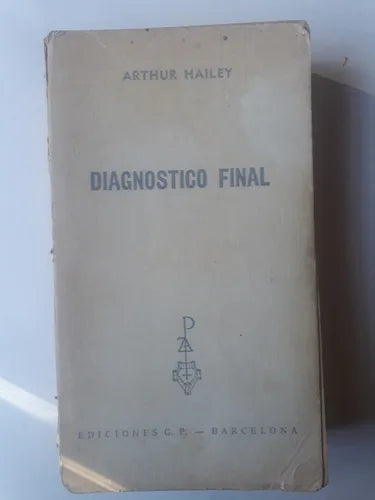 ARTHUR HAILEY
DIAGNOSTICO FINAL
EDICIONES G. P. — BARCELONA